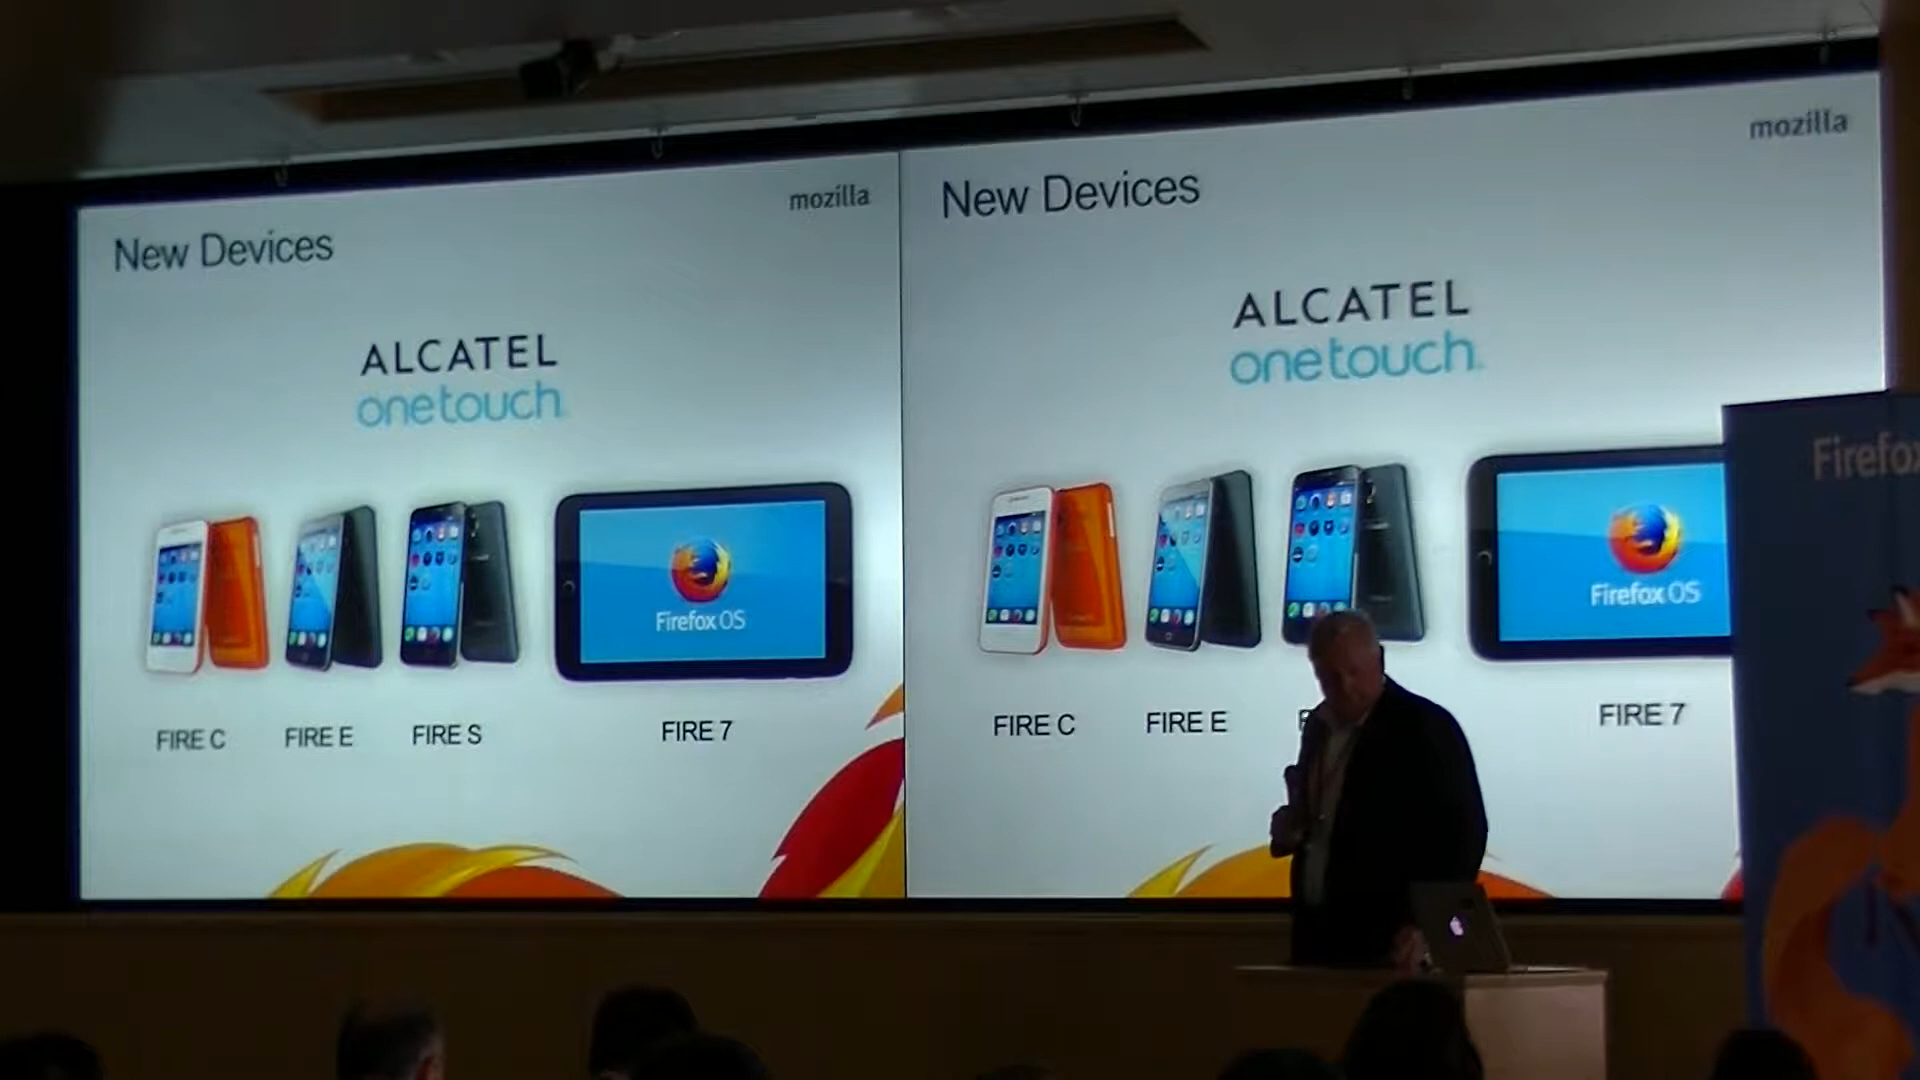 mozilla
New Devices
ALCATEL
onetouch
Firefox OS
FIRE C
FIRE E
FIRE S
FIRE 7
mozilla
New Devices
ALCATEL
onetouch
Firefox OS
FIRE C
FIRE E
F
FIRE 7
Firefox